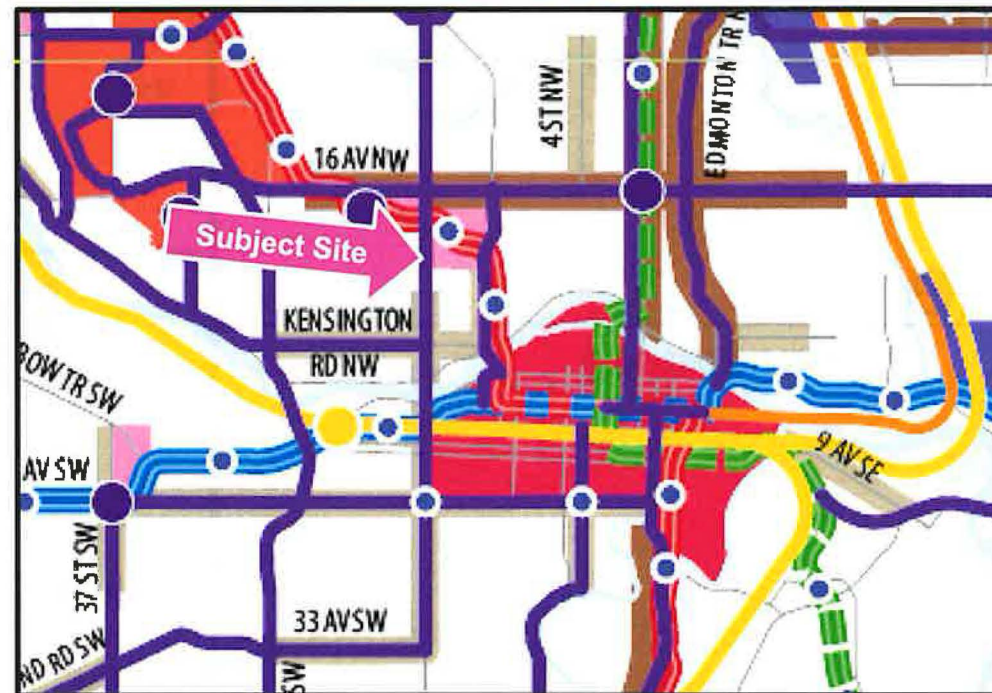 16 AV NW
4 ST NW
EDMONTON TR
Subject Site
KENSINGTON
RD NW
BOW TR SW
AV SW
9 AV SE
37 ST SW
33 AV SW
ND RD SW
SW